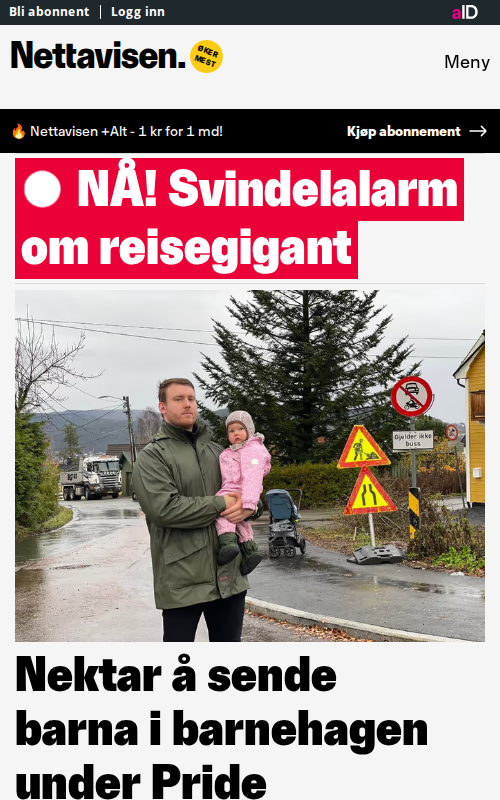 Bli abonnent
Logg inn
aID
Nettavisen.
ØKER
MEST
Meny
🔥 Nettavisen +Alt - 1 kr for 1 md!
Kjøp abonnement →
NÅ! Svindelalarm
om reisegigant
Gjelder ikke
buss
Nektar å sende
barna i barnehagen
under Pride